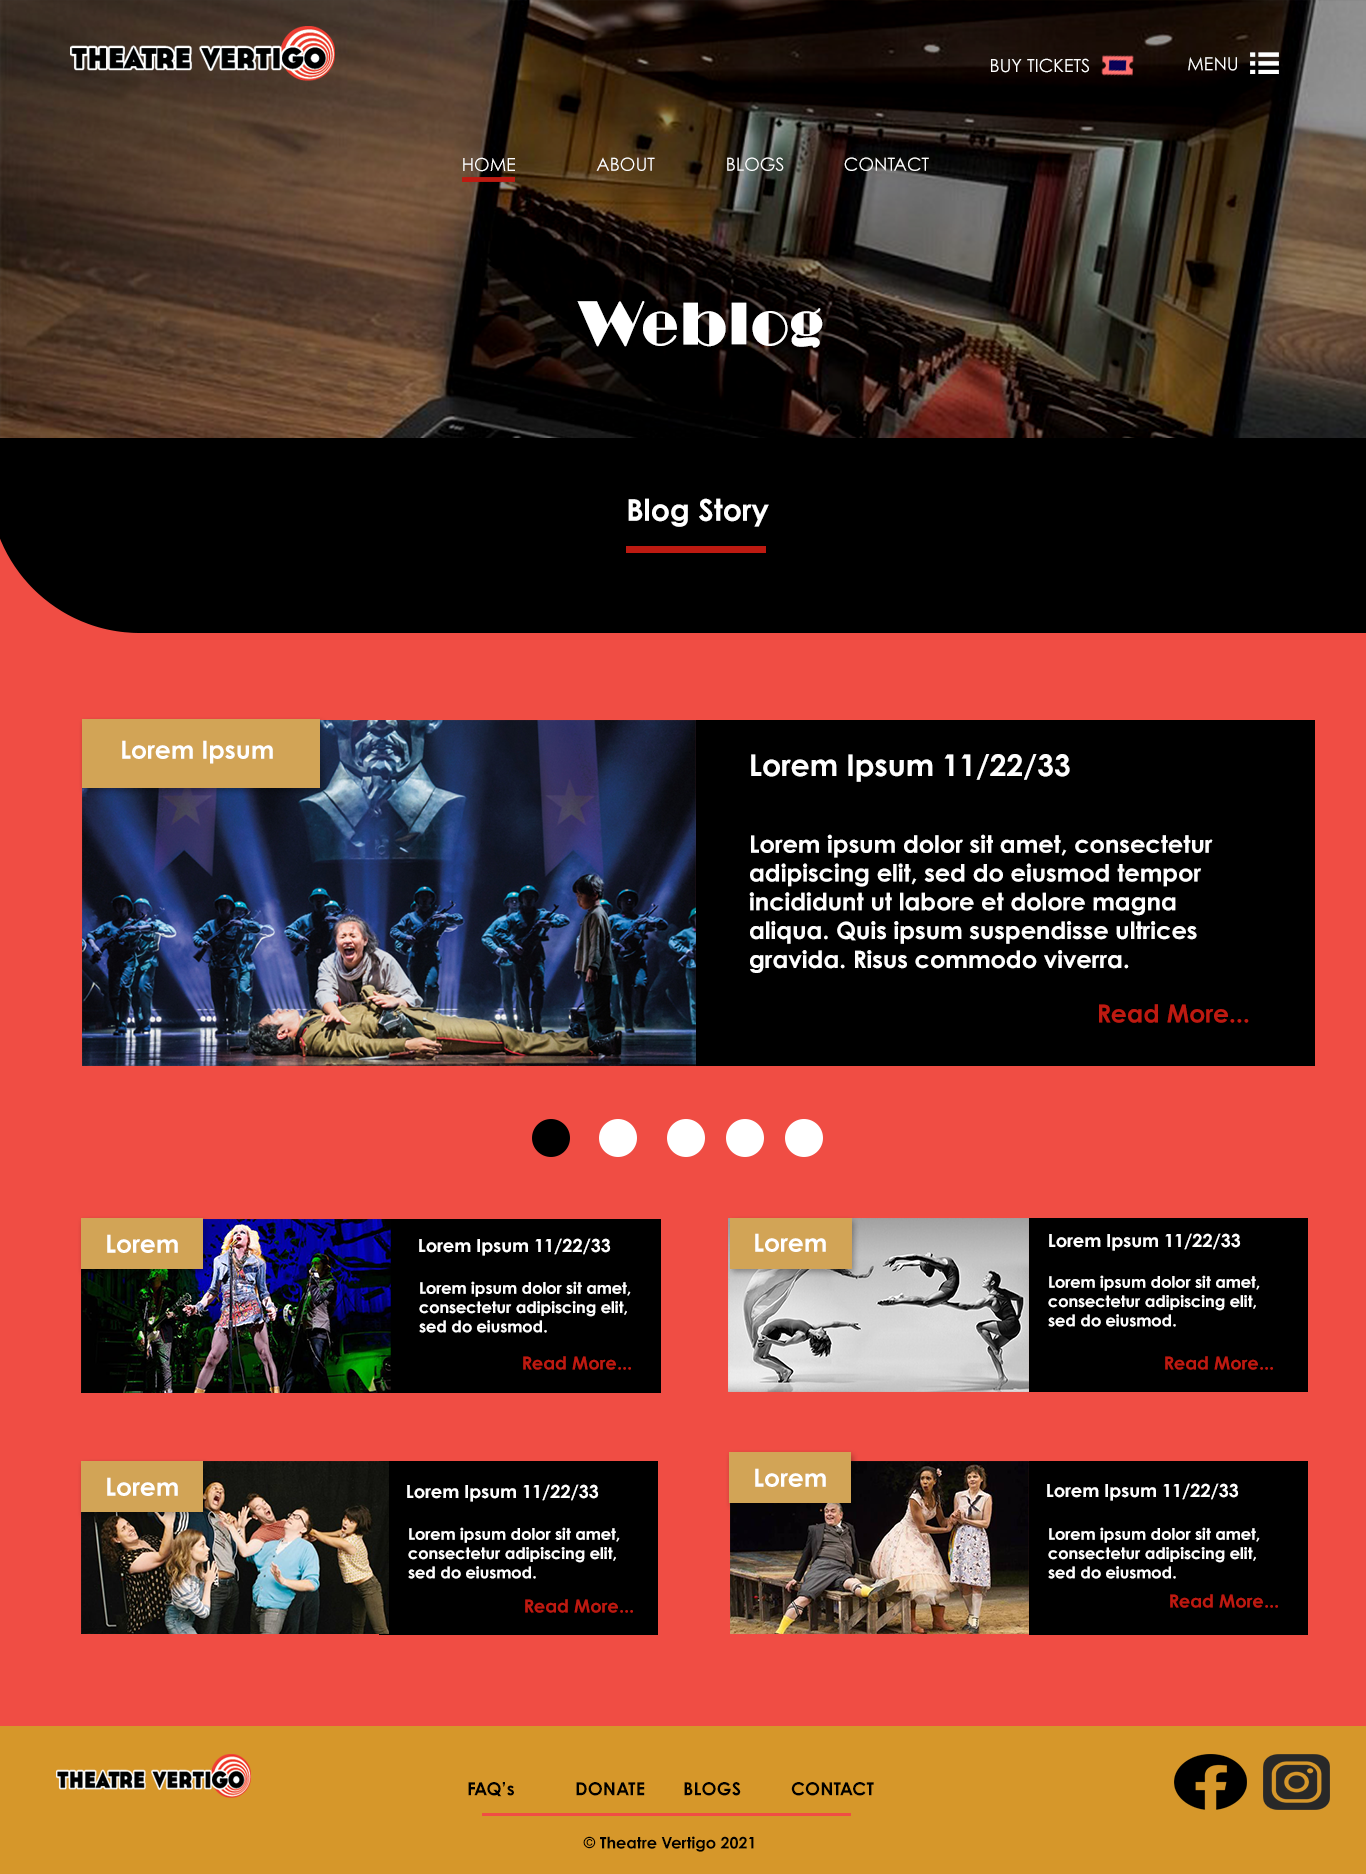 THEATRE VERTIGO
BUY TICKETS
MENU
HOME
ABOUT
BLOGS
CONTACT
Weblog
Blog Story
Lorem Ipsum
Lorem Ipsum 11/22/33
Lorem ipsum dolor sit amet, consectetur
adipiscing elit, sed do eiusmod tempor
incididunt ut labore et dolore magna
aliqua. Quis ipsum suspendisse ultrices
gravida. Risus commodo viverra.
Read More...
Lorem
Lorem Ipsum 11/22/33
Lorem ipsum dolor sit amet,
consectetur adipiscing elit,
sed do eiusmod.
Read More...
Lorem
Lorem Ipsum 11/22/33
Lorem ipsum dolor sit amet,
consectetur adipiscing elit,
sed do eiusmod.
Read More...
Lorem
Lorem Ipsum 11/22/33
Lorem ipsum dolor sit amet,
consectetur adipiscing elit,
sed do eiusmod.
Read More...
Lorem
Lorem Ipsum 11/22/33
Lorem ipsum dolor sit amet,
consectetur adipiscing elit,
sed do eiusmod.
Read More...
THEATRE VERTIGO
FAQ's
DONATE
BLOGS
CONTACT
© Theatre Vertigo 2021